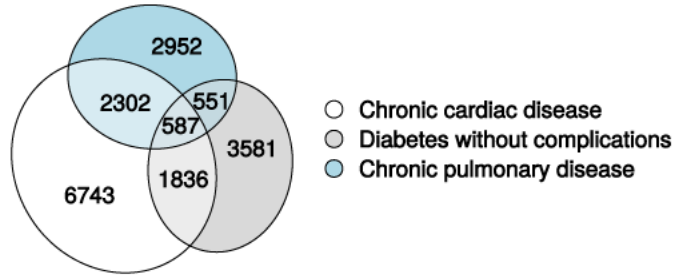 2952
2302
551
587
3581
1836
6743
Chronic cardiac disease
Diabetes without complications
Chronic pulmonary disease